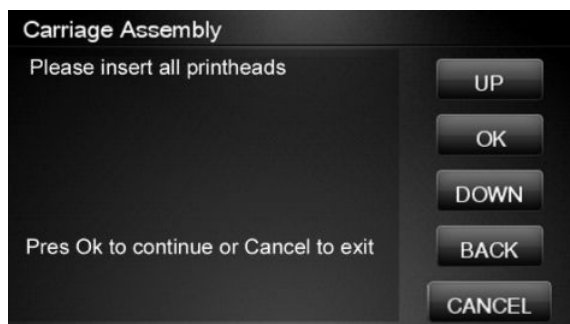 Carriage Assembly
Please insert all printheads
UP
OK
DOWN
Pres Ok to continue or Cancel to exit
BACK
CANCEL